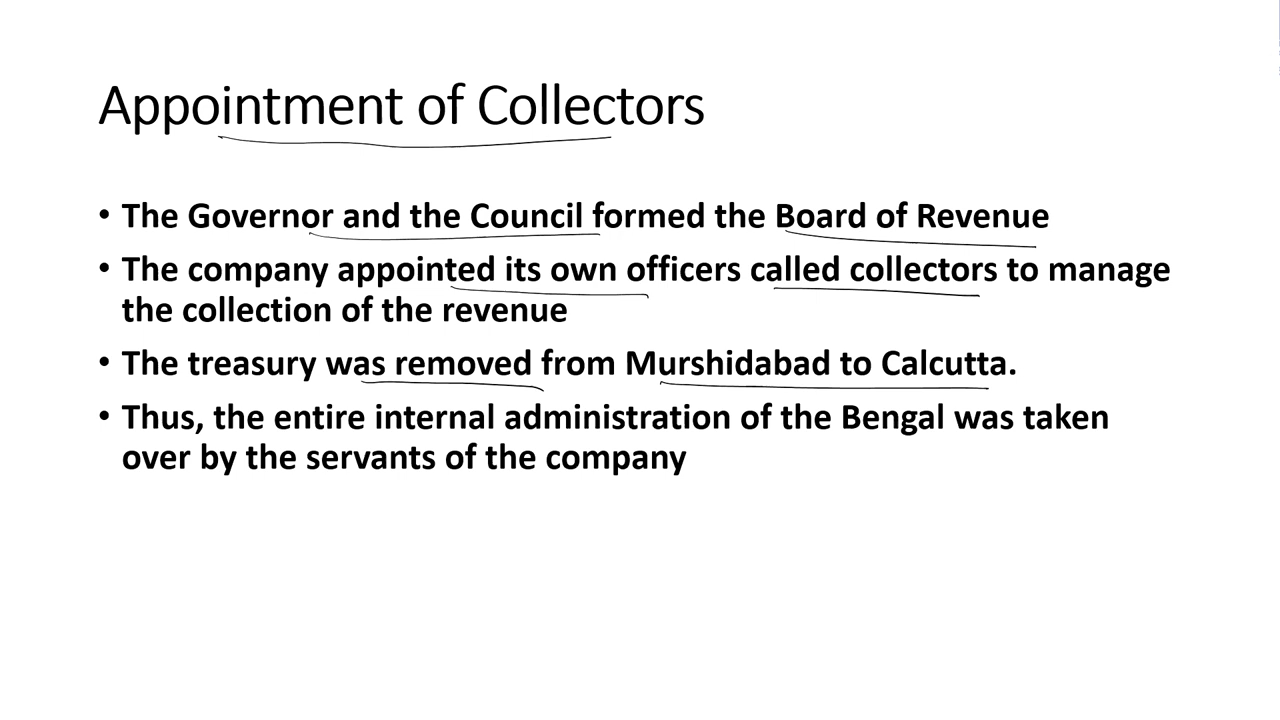 Appointment of Collectors
• The Governor and the Council formed the Board of Revenue
• The company appointed its own officers called collectors to manage
the collection of the revenue
• The treasury was removed from Murshidabad to Calcutta.
• Thus, the entire internal administration of the Bengal was taken
over by the servants of the company